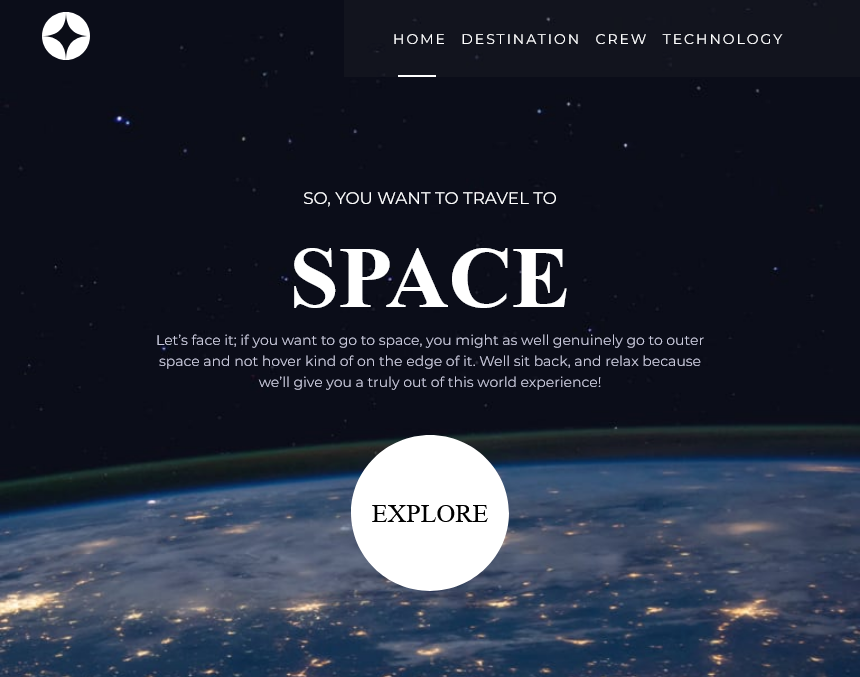 HOME DESTINATION CREW TECHNOLOGY
SO, YOU WANT TO TRAVEL TO
SPACE
Let’s face it; if you want to go to space, you might as well genuinely go to outer
space and not hover kind of on the edge of it. Well sit back, and relax because
we’ll give you a truly out of this world experience!
EXPLORE